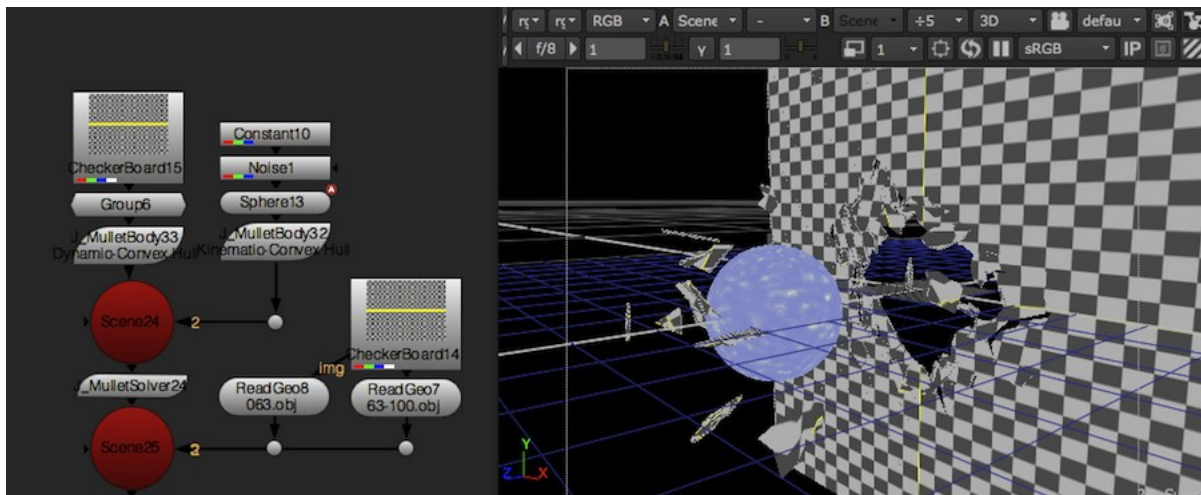 CheckerBoard15
Group6
J_MulletBody33
Dynamic-Convex Hull
Constant10
Noise1
Sphere13
A
J_MulletBody32
Kinematic-Convex Hull
Scene24
2
CheckerBoard14
img
J_MulletSolver24
ReadGeo8
063.obj
ReadGeo7
63-100.obj
Scene25
2
RGB
A
Scene
-
B
Scene
÷5
3D
defau
f/8
1
Y
1
1
sRGB
IP
Y
Z
X